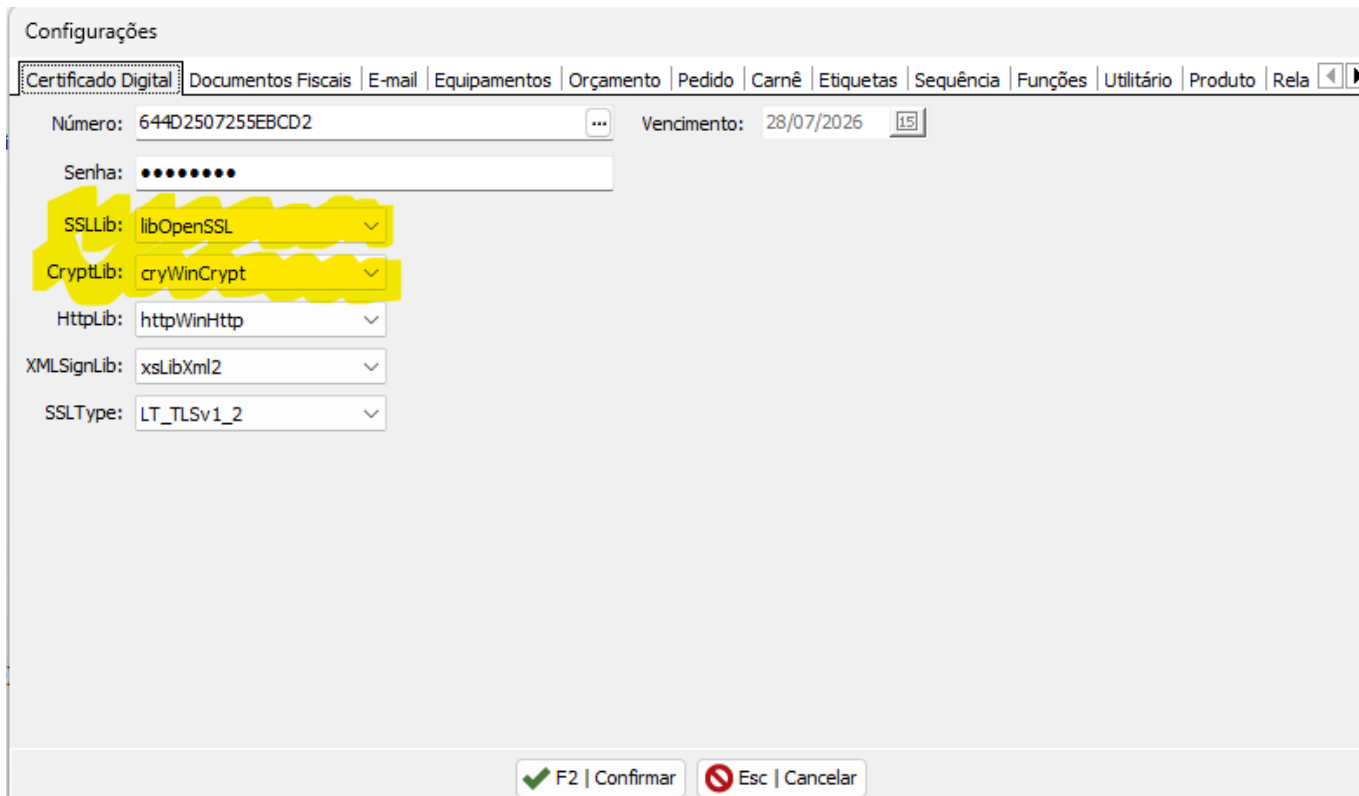 Configurações
Certificado Digital Documentos Fiscais E-mail Equipamentos Orçamento Pedido Carnê Etiquetas Sequência Funções Utilitário Produto Rela
Número: 644D2507255EBCD2 ... Vencimento: 28/07/2026 15
Senha: ••••••••
SSLLib: libOpenSSL
CryptLib: cryWinCrypt
HttpLib: httpWinHttp
XMLSignLib: xsLibXml2
SSLType: LT_TLSv1_2
F2 | Confirmar Esc | Cancelar